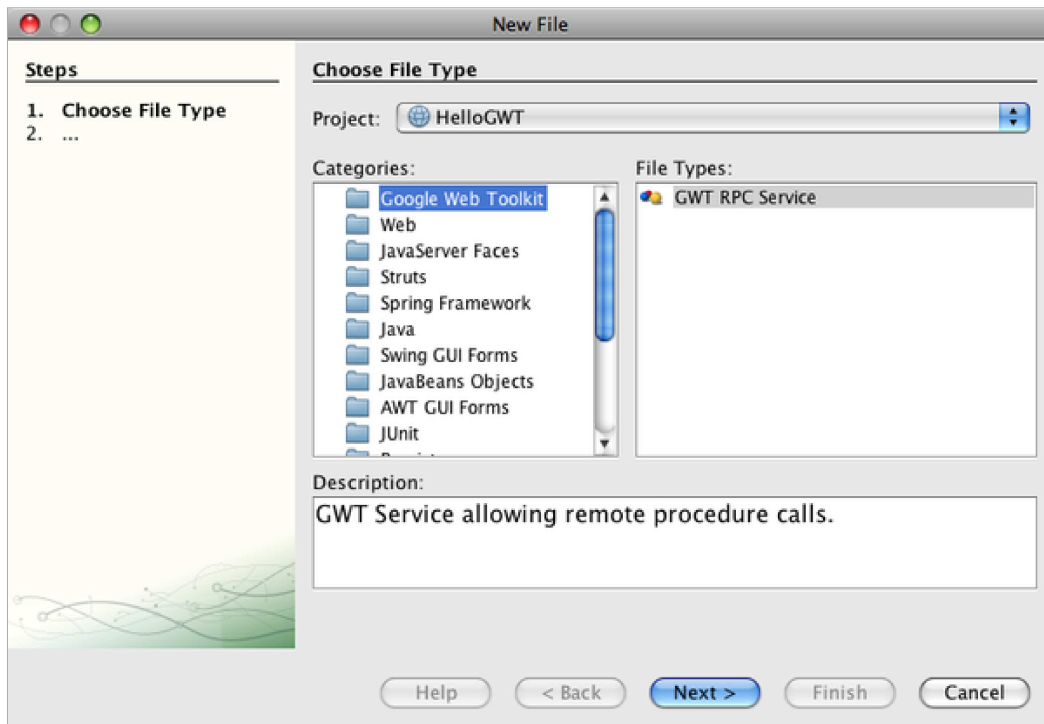 New File
Steps
1. Choose File Type
2. ...
Choose File Type
Project: HelloGWT
Categories:
Google Web Toolkit
Web
JavaServer Faces
Struts
Spring Framework
Java
Swing GUI Forms
JavaBeans Objects
AWT GUI Forms
JUnit
File Types:
GWT RPC Service
Description:
GWT Service allowing remote procedure calls.
Help
< Back
Next >
Finish
Cancel